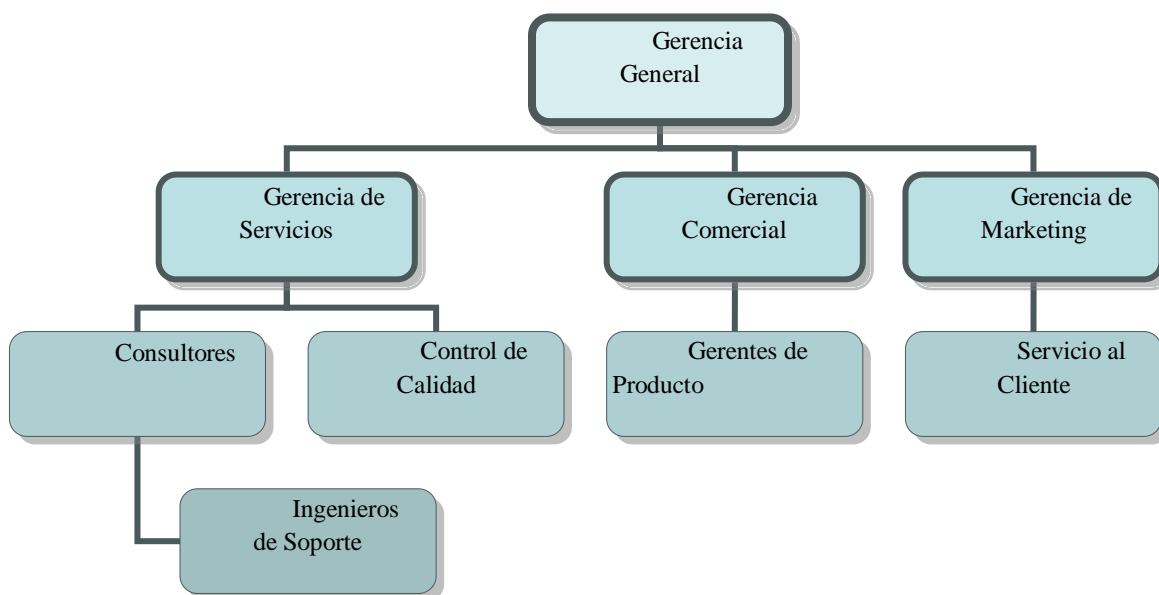 Gerencia
General
Gerencia de
Servicios
Gerencia
Comercial
Gerencia de
Marketing
Consultores
Control de
Calidad
Gerentes de
Producto
Servicio al
Cliente
Ingenieros
de Soporte